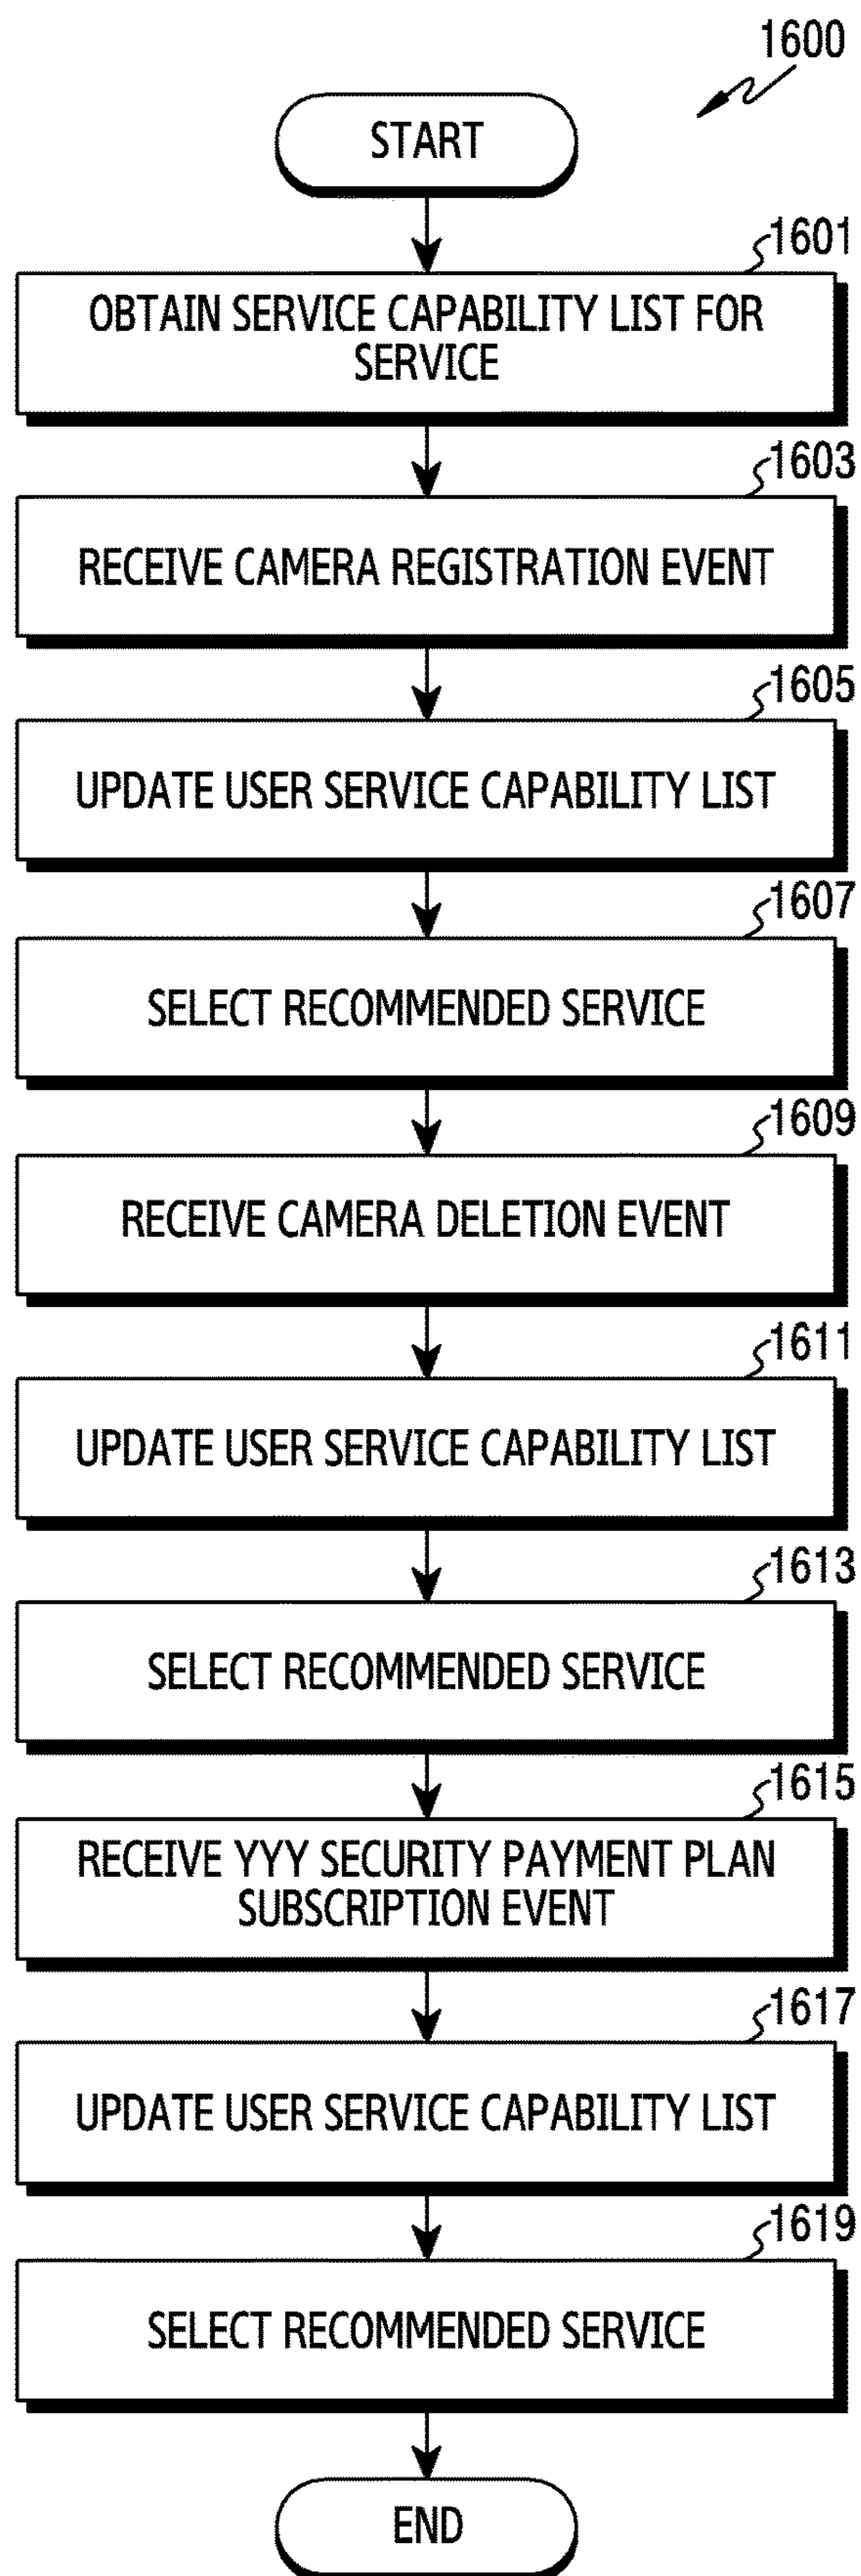 1600
START
1601
OBTAIN SERVICE CAPABILITY LIST FOR
SERVICE
1603
RECEIVE CAMERA REGISTRATION EVENT
1605
UPDATE USER SERVICE CAPABILITY LIST
1607
SELECT RECOMMENDED SERVICE
1609
RECEIVE CAMERA DELETION EVENT
1611
UPDATE USER SERVICE CAPABILITY LIST
1613
SELECT RECOMMENDED SERVICE
1615
RECEIVE YYY SECURITY PAYMENT PLAN
SUBSCRIPTION EVENT
1617
UPDATE USER SERVICE CAPABILITY LIST
1619
SELECT RECOMMENDED SERVICE
END